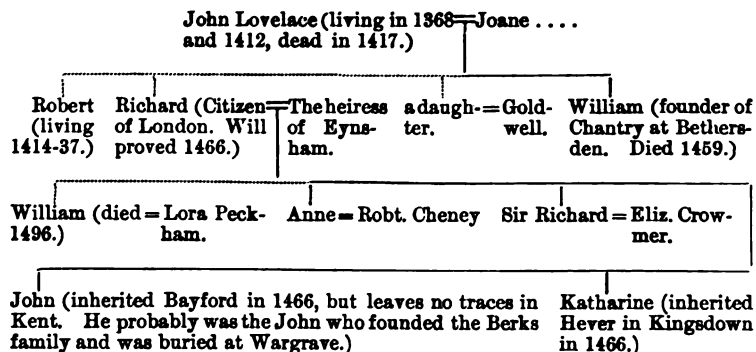 John Lovelace (living in 1368=Joane ....
and 1412, dead in 1417.)
Robert Richard (Citizen=The heiress a daugh-=Gold- William (founder of
(living of London. Will of Eyns- ter. well. Chantry at Bethers-
1414-37.) proved 1466.) ham. den. Died 1459.)
William (died = Lora Peck- Anne=Robt. Cheney Sir Richard=Eliz. Crow-
1496.) ham. mer.
John (inherited Bayford in 1466, but leaves no traces in Katharine (inherited
Kent. He probably was the John who founded the Berks Hever in Kingsdown
family and was buried at Wargrave.) in 1466.)